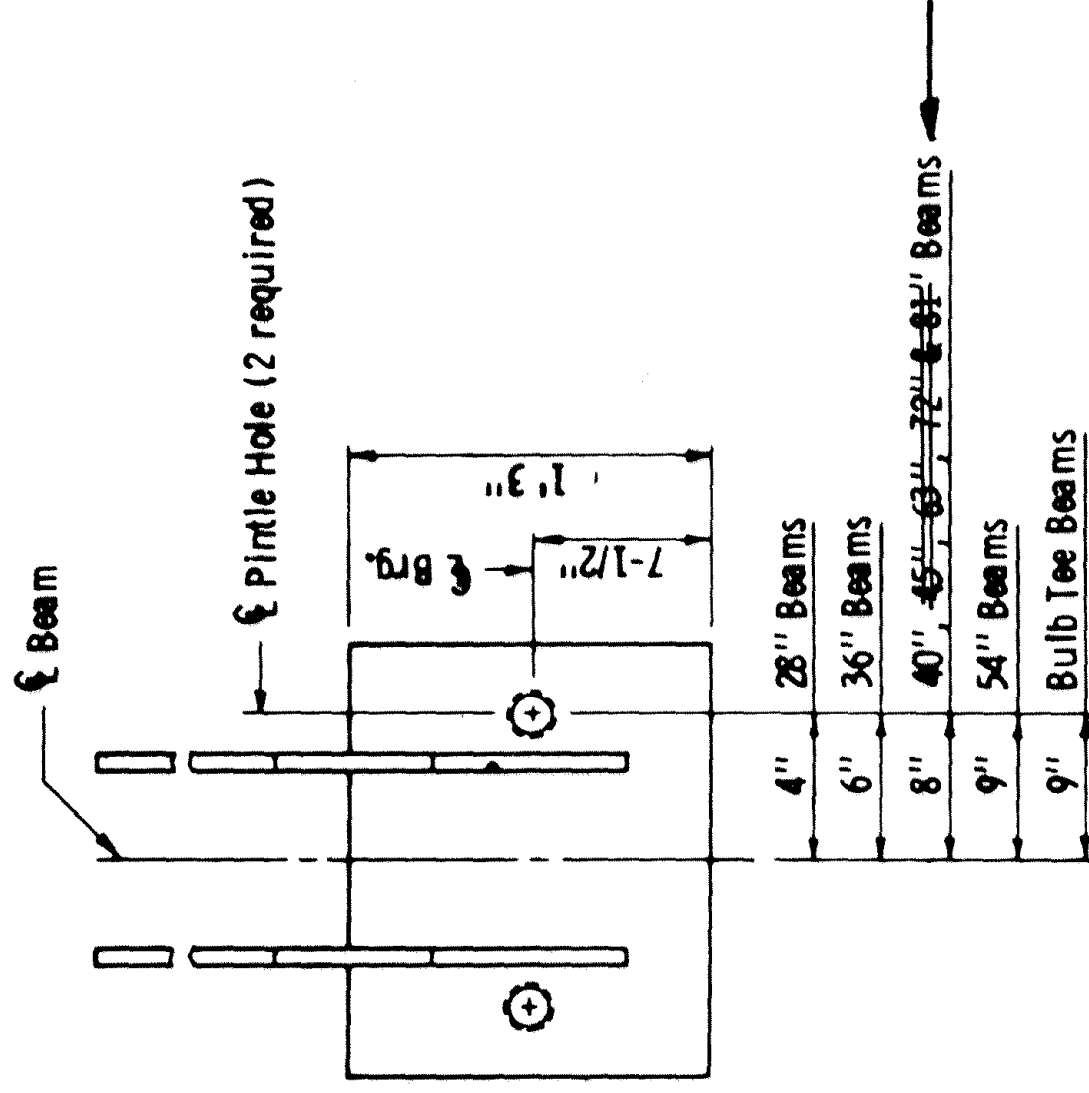 ℄ Beam
℄ Pintle Hole (2 required)
1'3"
℄ Brg.
7-1/2"
4" 28" Beams
6" 36" Beams
8" 40", 45", 63", 72" & 81" Beams
9" 54" Beams
9" Bulb Tee Beams